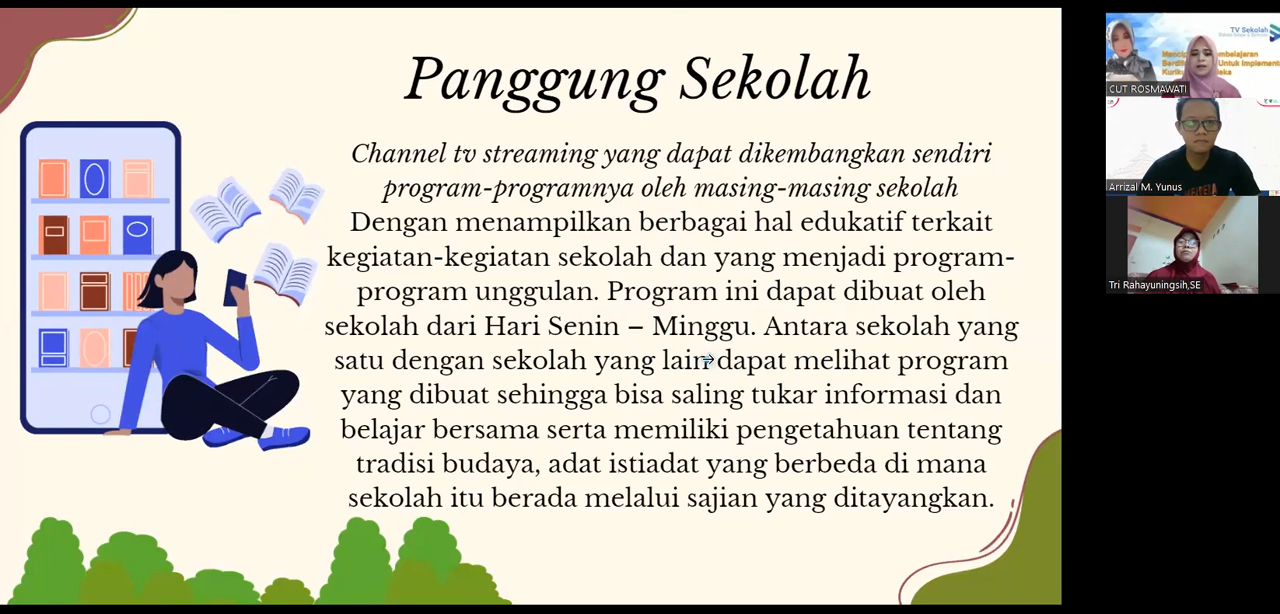 Panggung Sekolah
Channel tv streaming yang dapat dikembangkan sendiri
program-programnya oleh masing-masing sekolah
Dengan menampilkan berbagai hal edukatif terkait
kegiatan-kegiatan sekolah dan yang menjadi program-
program unggulan. Program ini dapat dibuat oleh
sekolah dari Hari Senin – Minggu. Antara sekolah yang
satu dengan sekolah yang lain dapat melihat program
yang dibuat sehingga bisa saling tukar informasi dan
belajar bersama serta memiliki pengetahuan tentang
tradisi budaya, adat istiadat yang berbeda di mana
sekolah itu berada melalui sajian yang ditayangkan.
TV Sekolah
Untuk
CUT ROSMAWATI
Arrizal M. Yunus
Tri Rahayuningsih,SE